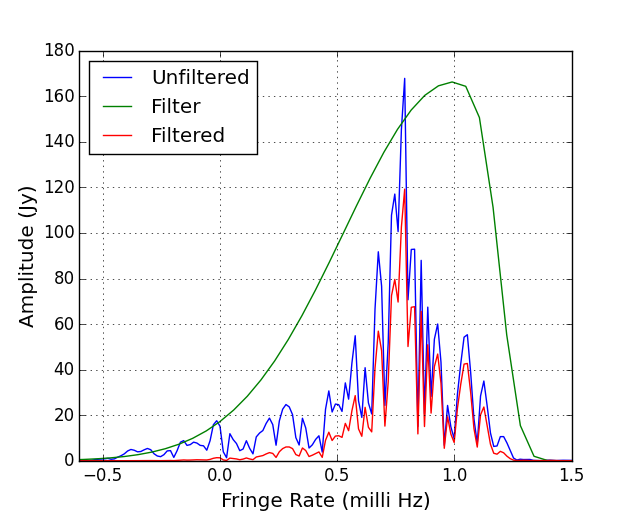 180
160
140
120
100
80
60
40
20
0
Amplitude (Jy)
Unfiltered
Filter
Filtered
−0.5 0.0 0.5 1.0 1.5
Fringe Rate (milli Hz)